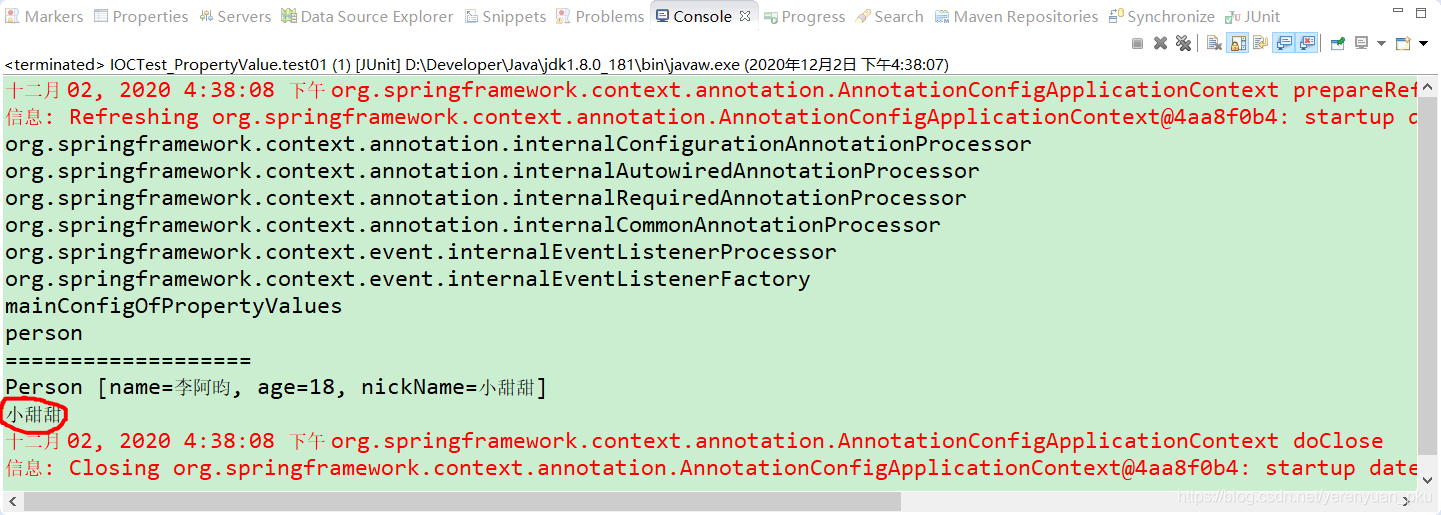 Markers Properties Servers Data Source Explorer Snippets Problems Console Progress Search Maven Repositories Synchronize JUnit
<terminated> IOCTest_PropertyValue.test01 (1) [JUnit] D:\Developer\Java\jdk1.8.0_181\bin\javaw.exe (2020年12月2日 下午4:38:07)
十二月 02, 2020 4:38:08 下午 org.springframework.context.annotation.AnnotationConfigApplicationContext prepareRef
信息: Refreshing org.springframework.context.annotation.AnnotationConfigApplicationContext@4aa8f0b4: startup d
org.springframework.context.annotation.internalConfigurationAnnotationProcessor
org.springframework.context.annotation.internalAutowiredAnnotationProcessor
org.springframework.context.annotation.internalRequiredAnnotationProcessor
org.springframework.context.annotation.internalCommonAnnotationProcessor
org.springframework.context.event.internalEventListenerProcessor
org.springframework.context.event.internalEventListenerFactory
mainConfigOfPropertyValues
person
===================
Person [name=李阿昀, age=18, nickName=小甜甜]
小甜甜
十二月 02, 2020 4:38:08 下午 org.springframework.context.annotation.AnnotationConfigApplicationContext doClose
信息: Closing org.springframework.context.annotation.AnnotationConfigApplicationContext@4aa8f0b4: startup date
https://blog.csdn.net/yerenyuan_pku